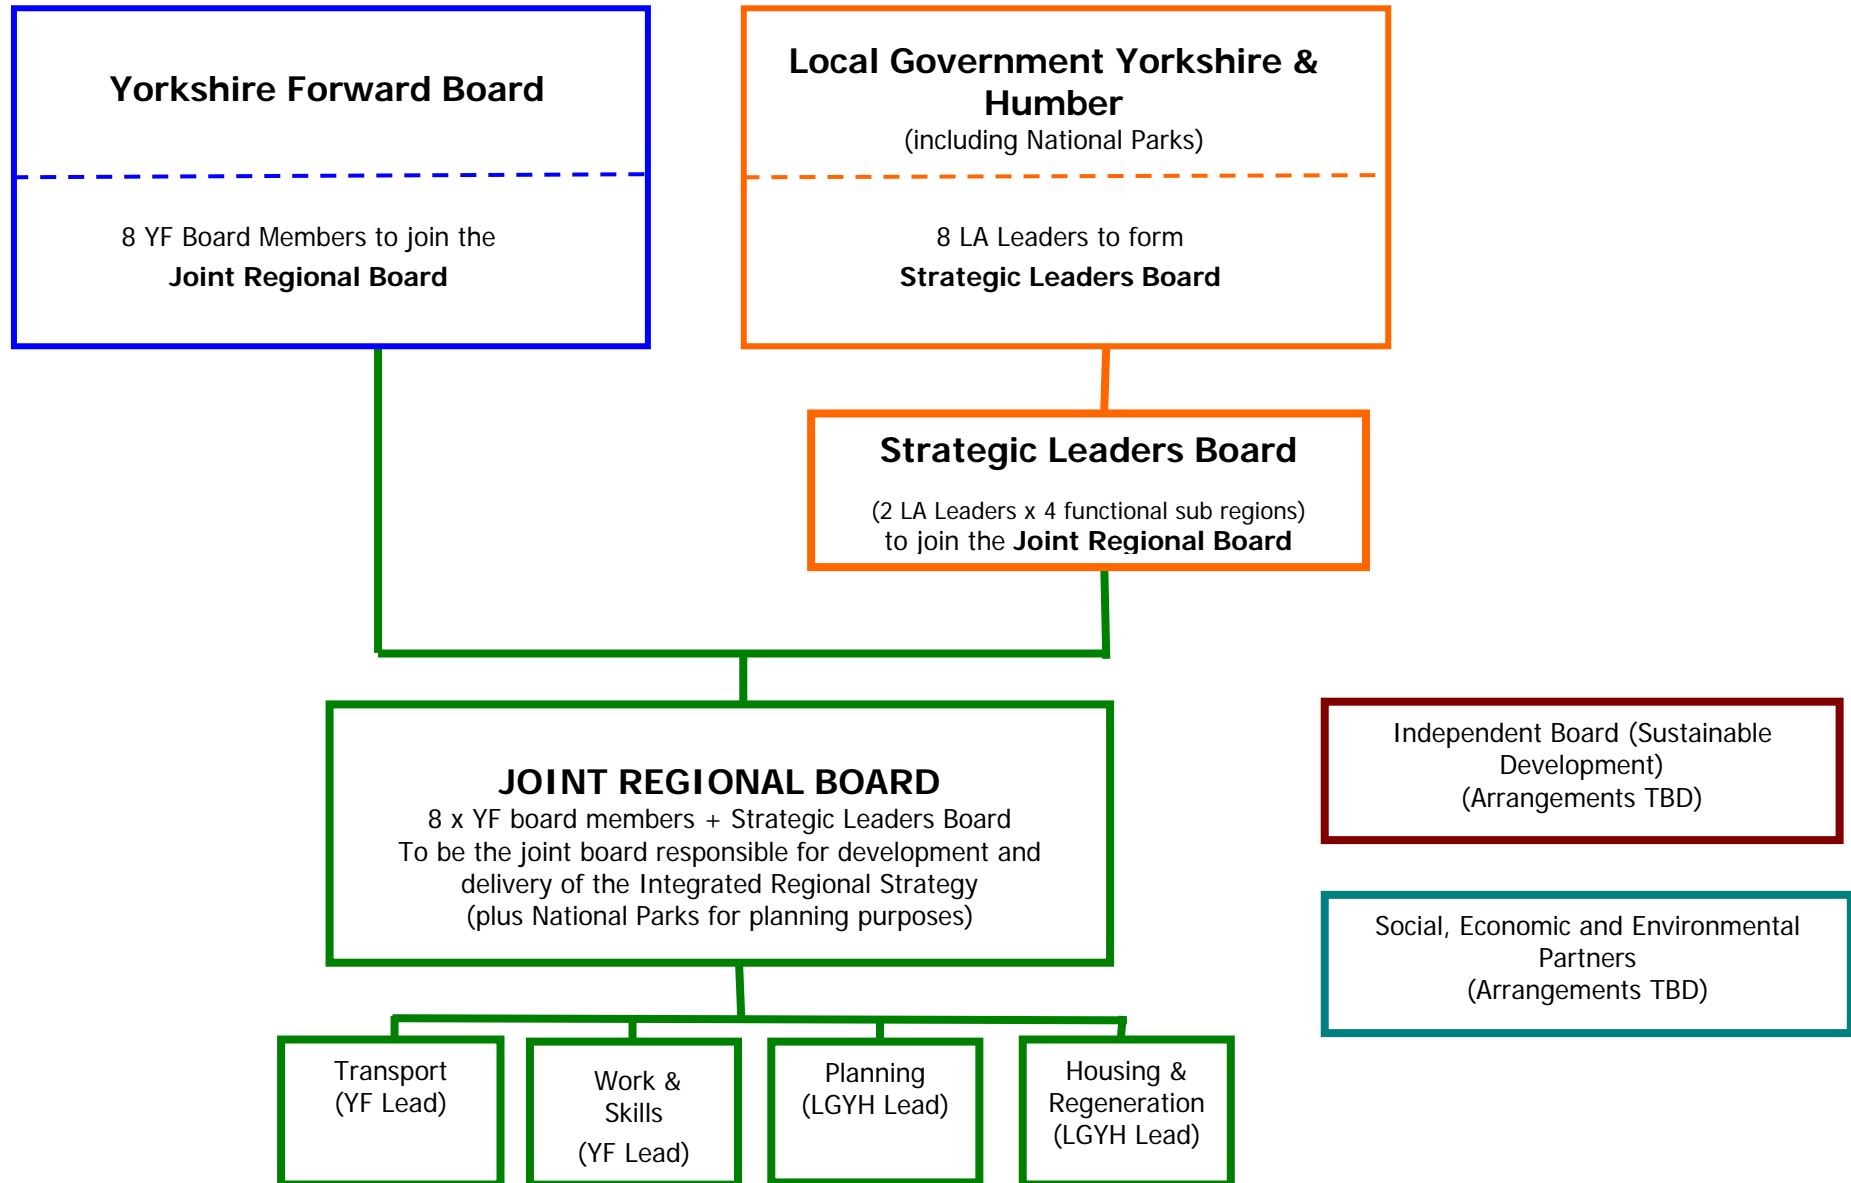 Yorkshire Forward Board
8 YF Board Members to join the
Joint Regional Board
Local Government Yorkshire &
Humber
(including National Parks)
8 LA Leaders to form
Strategic Leaders Board
Strategic Leaders Board
(2 LA Leaders x 4 functional sub regions)
to join the Joint Regional Board
JOINT REGIONAL BOARD
8 x YF board members + Strategic Leaders Board
To be the joint board responsible for development and
delivery of the Integrated Regional Strategy
(plus National Parks for planning purposes)
Independent Board (Sustainable
Development)
(Arrangements TBD)
Social, Economic and Environmental
Partners
(Arrangements TBD)
Transport
(YF Lead)
Work &
Skills
(YF Lead)
Planning
(LGYH Lead)
Housing &
Regeneration
(LGYH Lead)